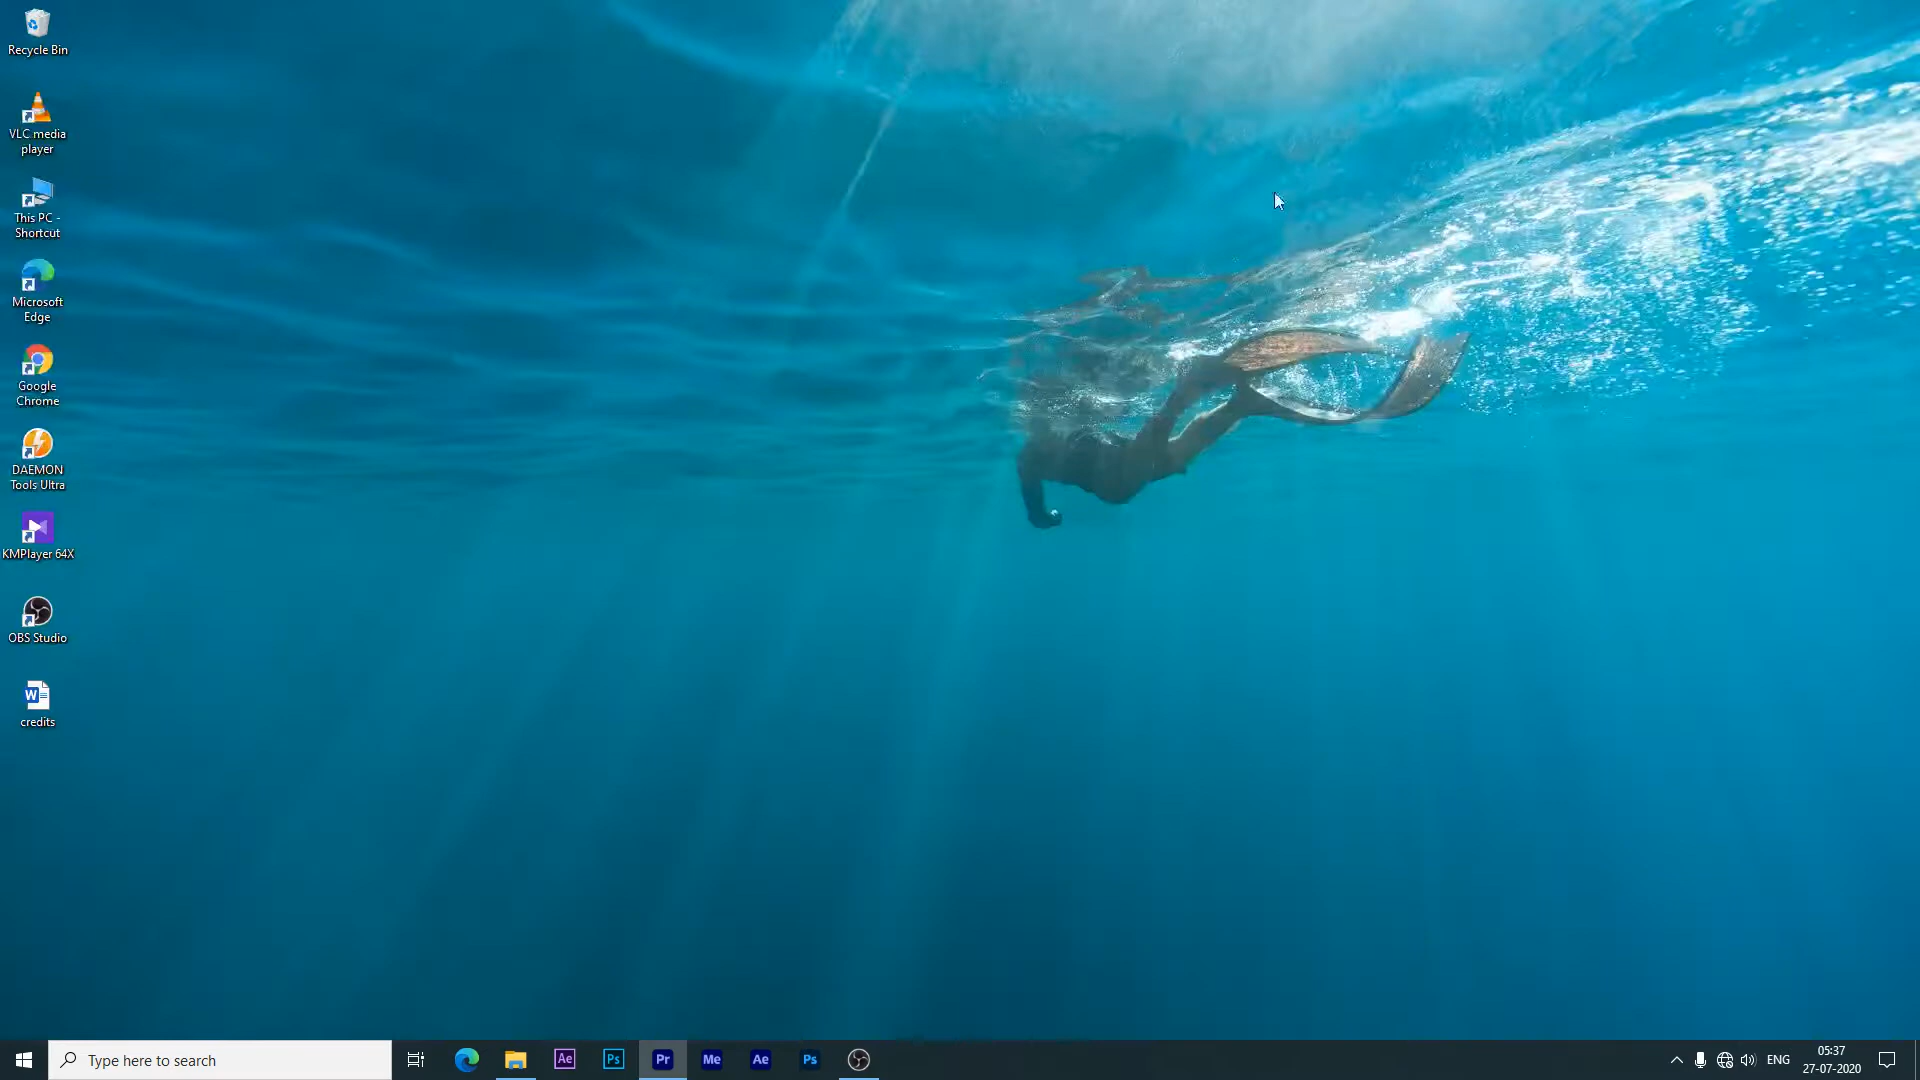 Recycle Bin
VLC media
player
This PC -
Shortcut
Microsoft
Edge
Google
Chrome
DAEMON
Tools Ultra
KMPlayer 64X
OBS Studio
W
credits
Type here to search
Ae
Ps
Pr
Me
Ae
Ps
ENG
05:37
27-07-2020